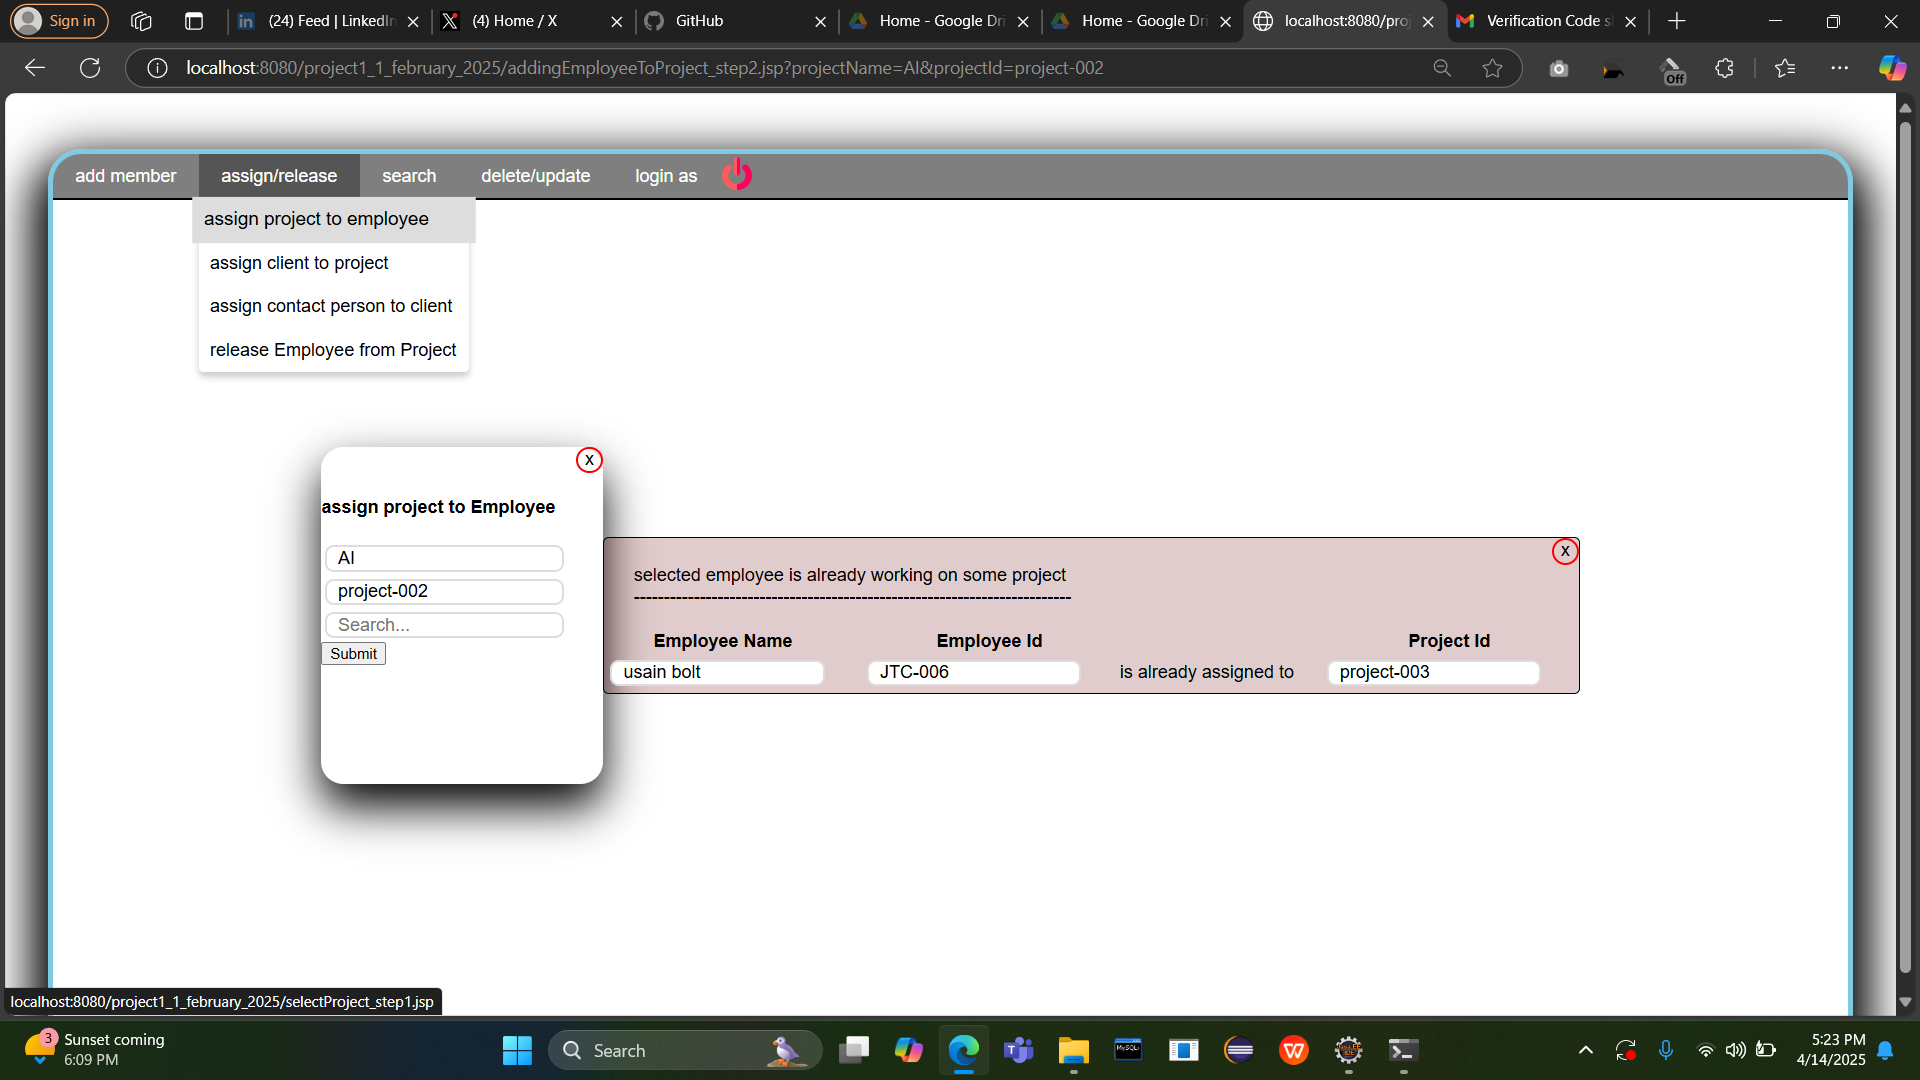 Sign in
(24) Feed | LinkedIn
(4) Home / X
GitHub
Home - Google Dri
Home - Google Dri
localhost:8080/proj
Verification Code sl
localhost:8080/project1_1_february_2025/addingEmployeeToProject_step2.jsp?projectName=AI&projectId=project-002
Off
add member
assign/release
search
delete/update
login as
assign project to employee
assign client to project
assign contact person to client
release Employee from Project
X
assign project to Employee
AI
project-002
Search...
Submit
X
selected employee is already working on some project
------------------------------------------------------------------------
Employee Name Employee Id Project Id
usain bolt JTC-006 is already assigned to project-003
localhost:8080/project1_1_february_2025/selectProject_step1.jsp
3
Sunset coming
6:09 PM
Search
MySQL
5:23 PM
4/14/2025